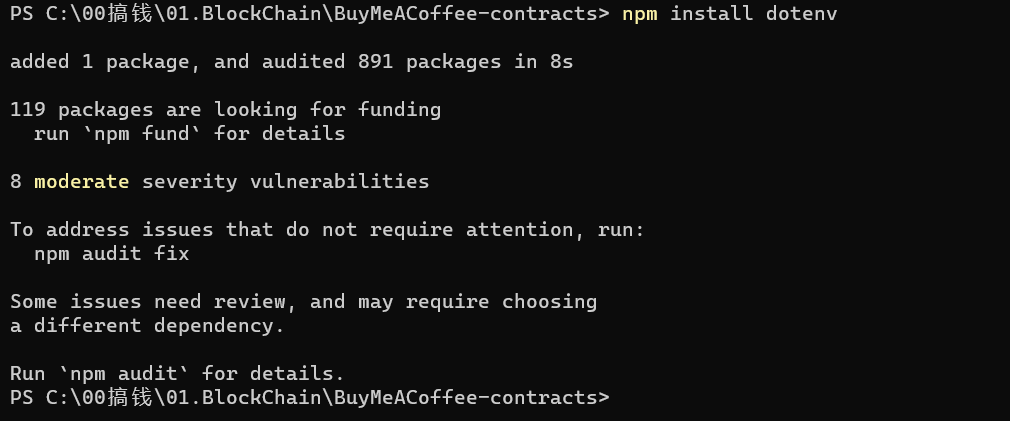 PS C:\00搞钱\01.BlockChain\BuyMeACoffee-contracts> npm install dotenv
added 1 package, and audited 891 packages in 8s
119 packages are looking for funding
  run `npm fund` for details
8 moderate severity vulnerabilities
To address issues that do not require attention, run:
  npm audit fix
Some issues need review, and may require choosing
a different dependency.
Run `npm audit` for details.
PS C:\00搞钱\01.BlockChain\BuyMeACoffee-contracts>